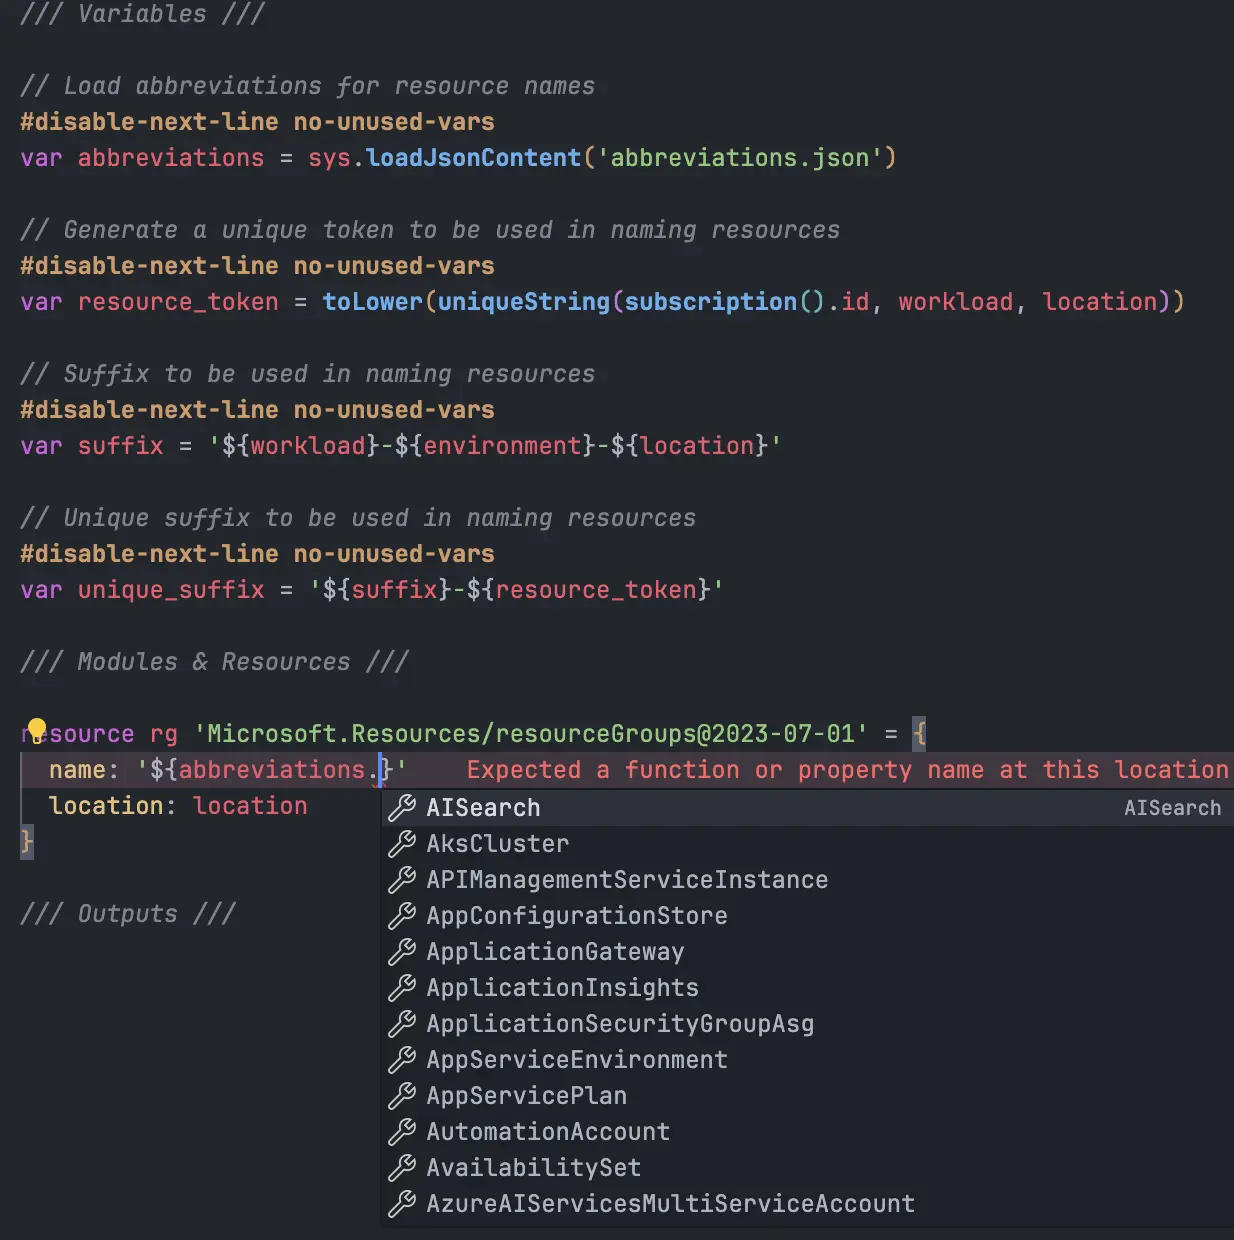 /// Variables ///
// Load abbreviations for resource names
#disable-next-line no-unused-vars
var abbreviations = sys.loadJsonContent('abbreviations.json')
// Generate a unique token to be used in naming resources
#disable-next-line no-unused-vars
var resource_token = toLower(uniqueString(subscription().id, workload, location))
// Suffix to be used in naming resources
#disable-next-line no-unused-vars
var suffix = '${workload}-${environment}-${location}'
// Unique suffix to be used in naming resources
#disable-next-line no-unused-vars
var unique_suffix = '${suffix}-${resource_token}'
/// Modules & Resources ///
resource rg 'Microsoft.Resources/resourceGroups@2023-07-01' = {
name: '${abbreviations.}' Expected a function or property name at this location
location: location
}
/// Outputs ///
AISearch AISearch
AksCluster
APIManagementServiceInstance
AppConfigurationStore
ApplicationGateway
ApplicationInsights
ApplicationSecurityGroupAsg
AppServiceEnvironment
AppServicePlan
AutomationAccount
AvailabilitySet
AzureAIServicesMultiServiceAccount